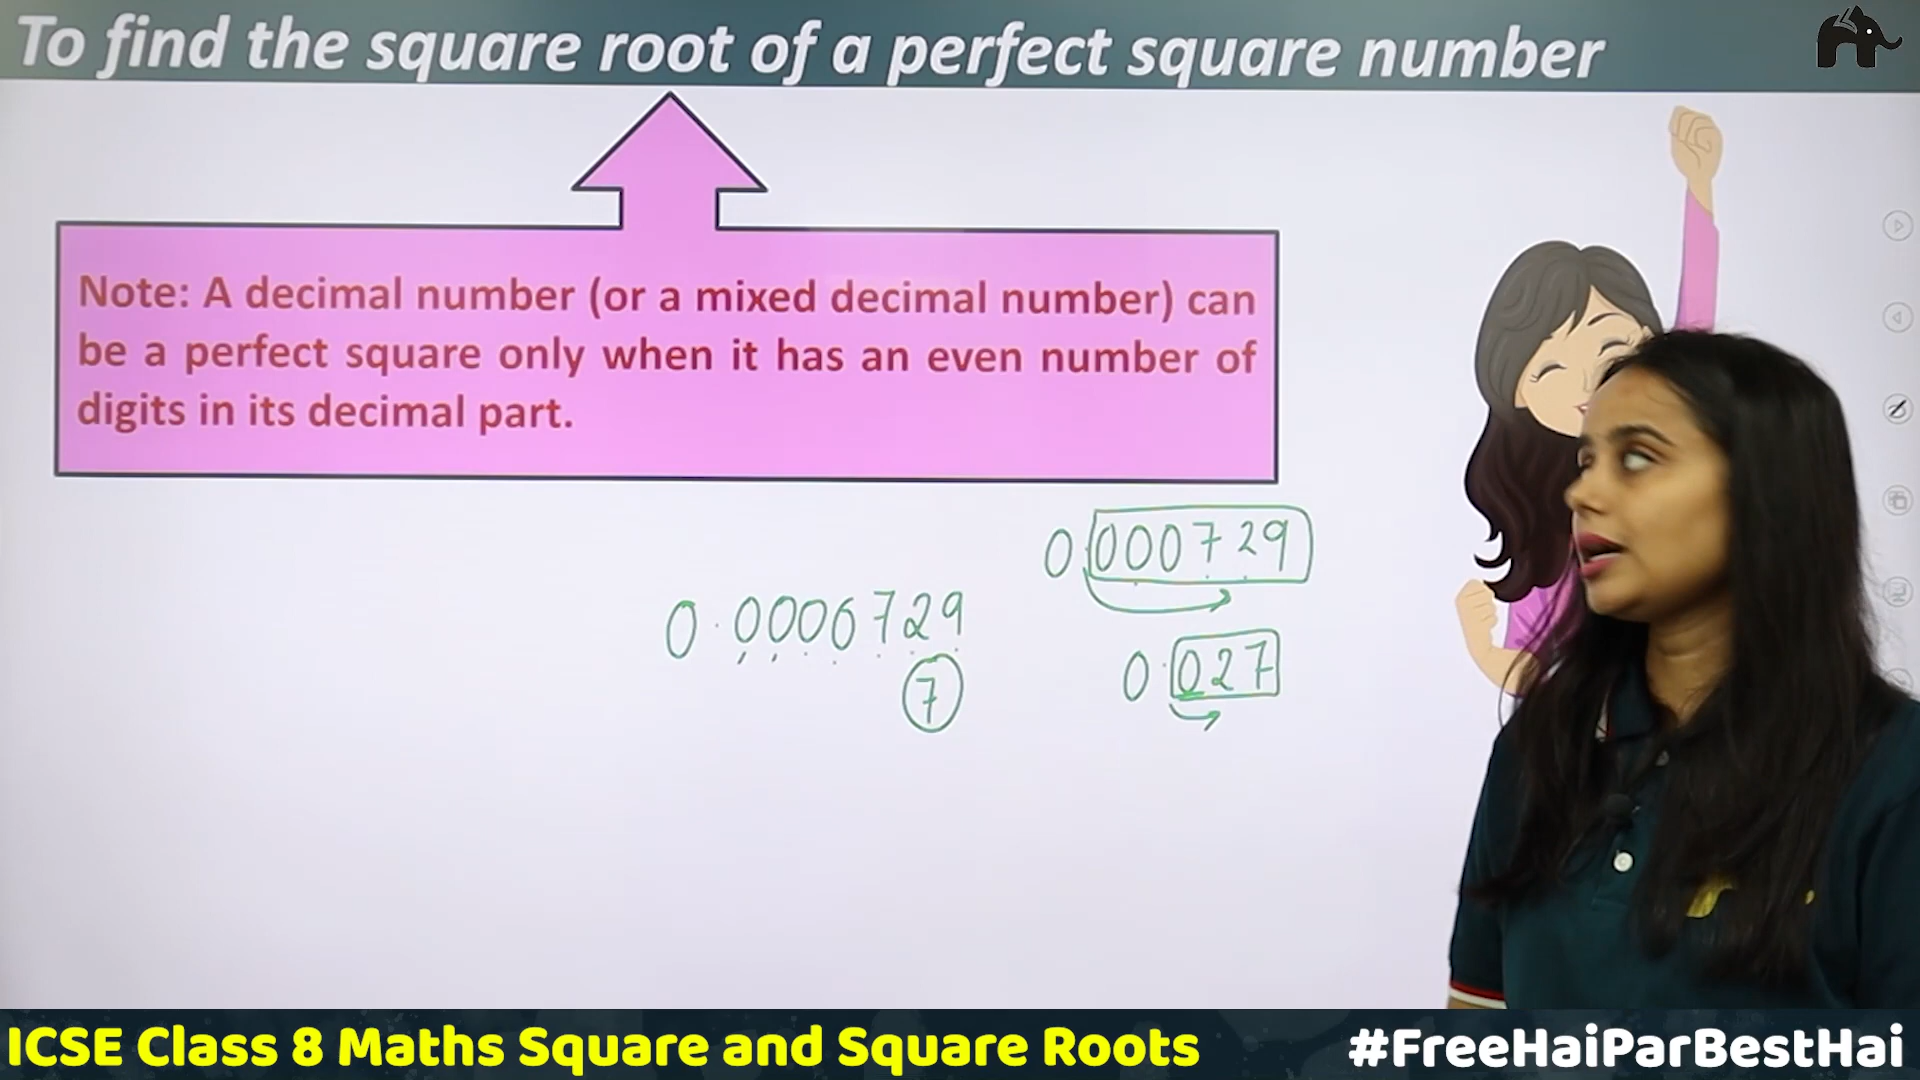 To find the square root of a perfect square number
Note: A decimal number (or a mixed decimal number) can
be a perfect square only when it has an even number of
digits in its decimal part.
0.000729
0.0000729
7
0.027
ICSE Class 8 Maths Square and Square Roots
#FreeHaiParBestHai